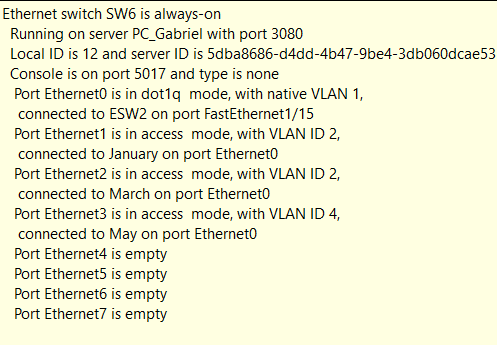 Ethernet switch SW6 is always-on
Running on server PC_Gabriel with port 3080
Local ID is 12 and server ID is 5dba8686-d4dd-4b47-9be4-3db060dcae53
Console is on port 5017 and type is none
Port Ethernet0 is in dot1q  mode, with native VLAN 1,
connected to ESW2 on port FastEthernet1/15
Port Ethernet1 is in access  mode, with VLAN ID 2,
connected to January on port Ethernet0
Port Ethernet2 is in access  mode, with VLAN ID 2,
connected to March on port Ethernet0
Port Ethernet3 is in access  mode, with VLAN ID 4,
connected to May on port Ethernet0
Port Ethernet4 is empty
Port Ethernet5 is empty
Port Ethernet6 is empty
Port Ethernet7 is empty